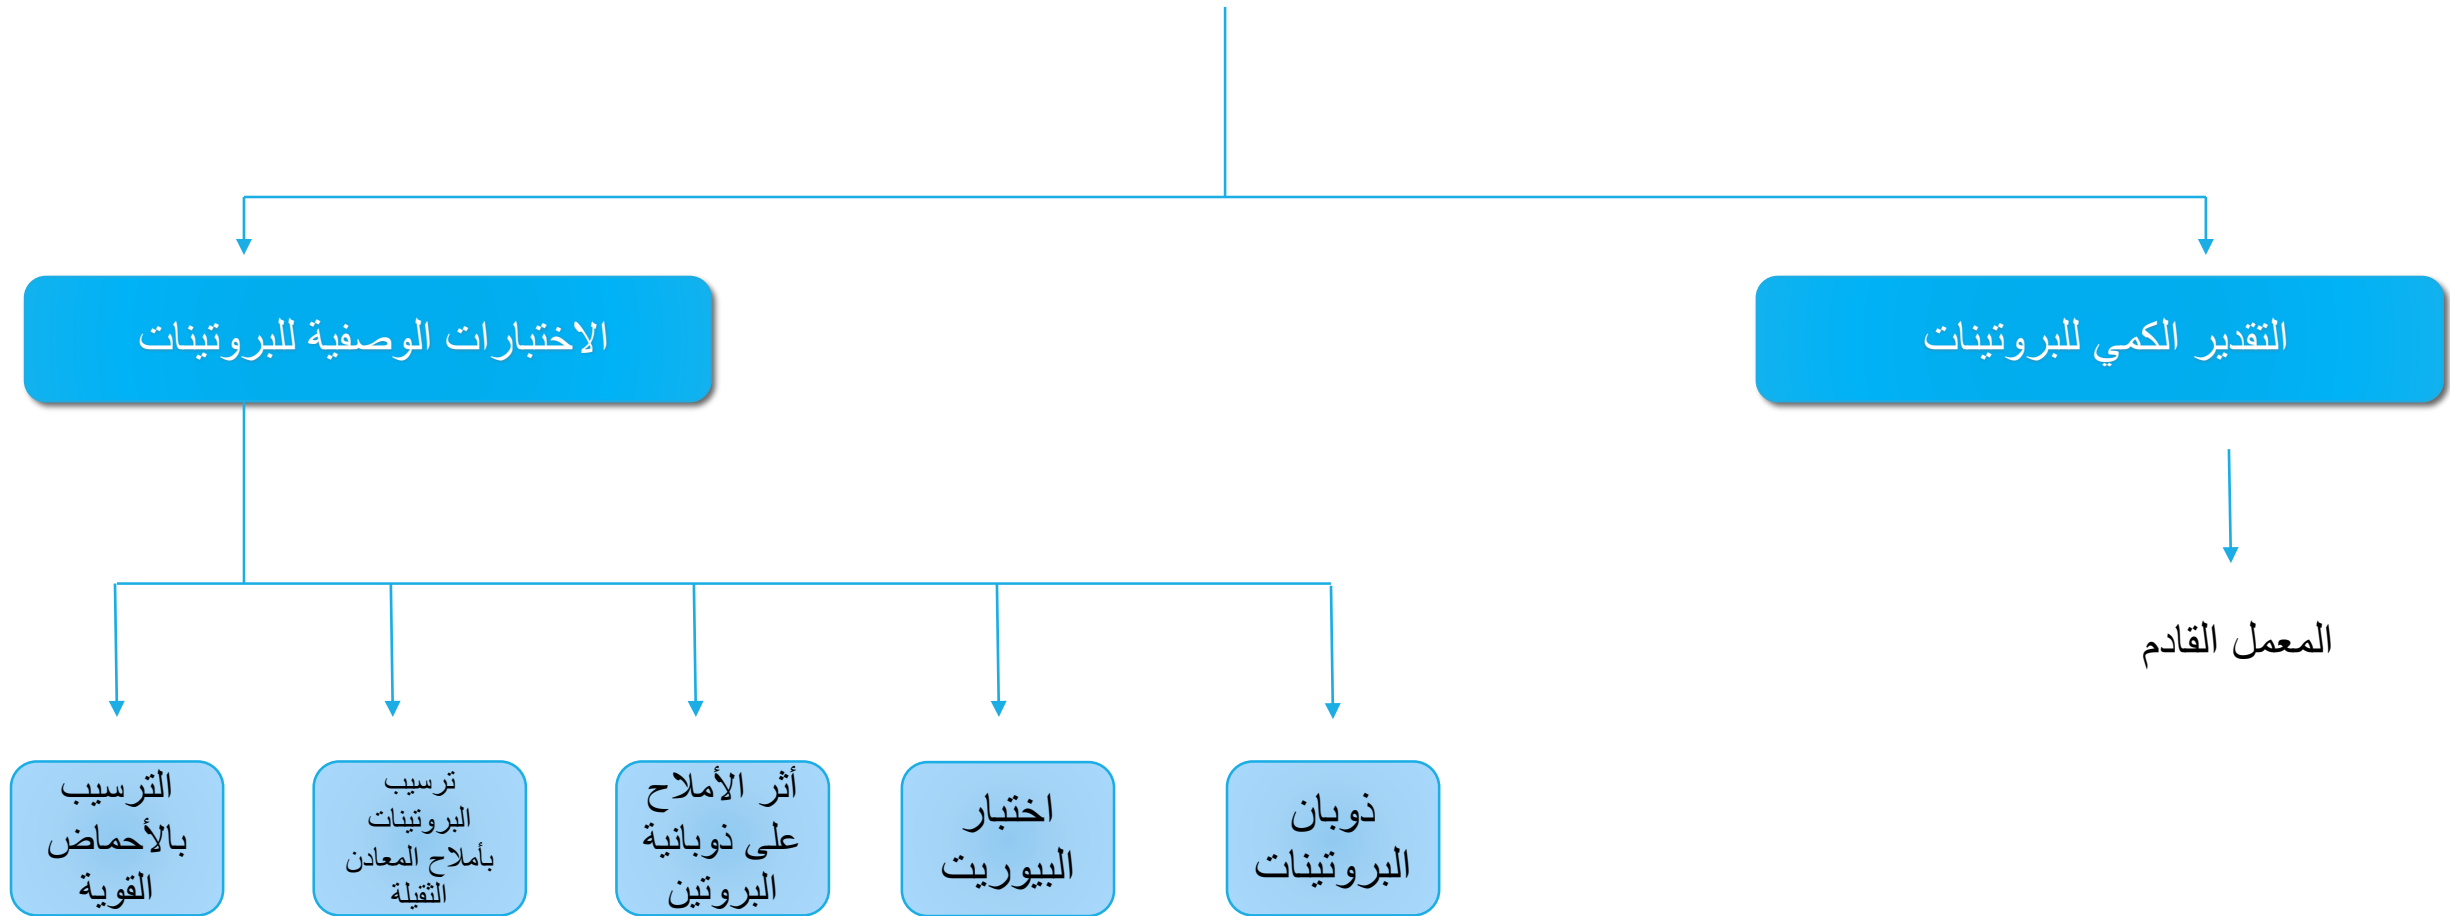 التقدير الكمي للبروتينات
الاختبارات الوصفية للبروتينات
المعمل القادم
ذوبان
البروتينات
اختبار
البيوريت
أثر الأملاح
على ذوبانية
البروتين
ترسيب
البروتينات
بأملاح المعادن
الثقيلة
الترسيب
بالأحماض
القوية